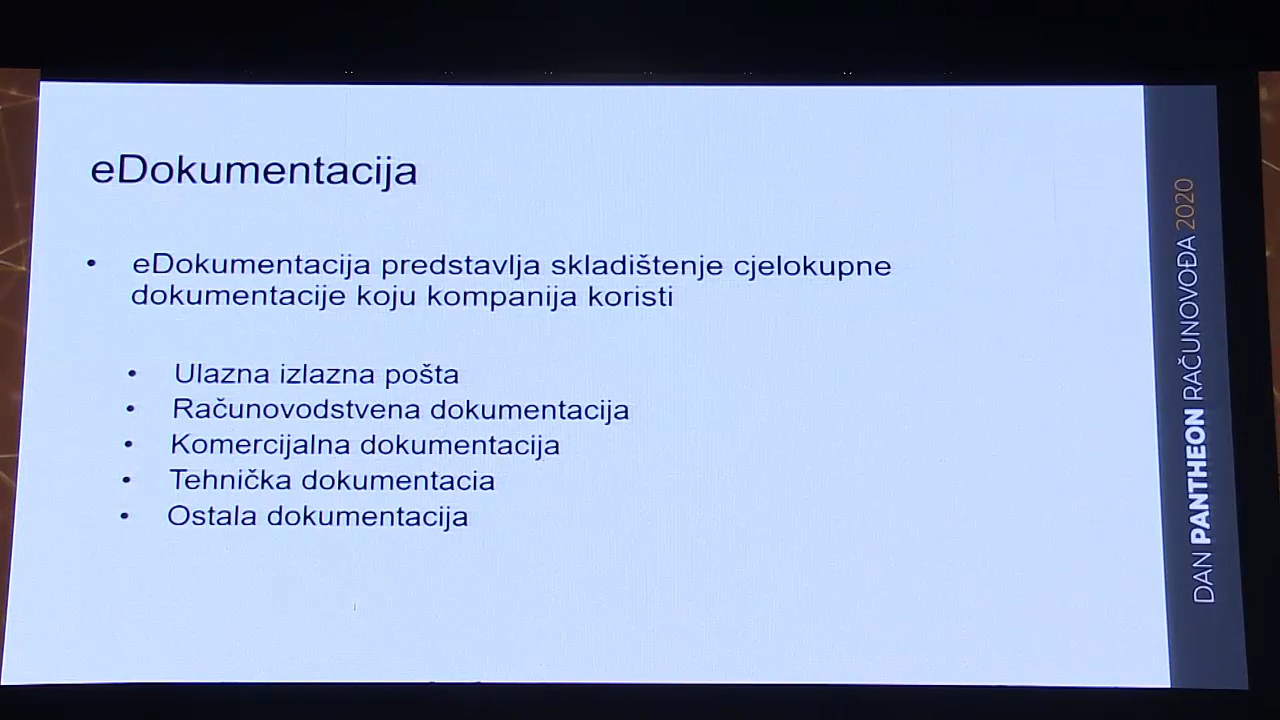 eDokumentacija
• eDokumentacija predstavlja skladištenje cjelokupne
dokumentacije koju kompanija koristi
• Ulazna izlazna pošta
• Računovodstvena dokumentacija
• Komercijalna dokumentacija
• Tehnička dokumentacia
• Ostala dokumentacija
DAN PANTHEON RAČUNOVOĐA 2020